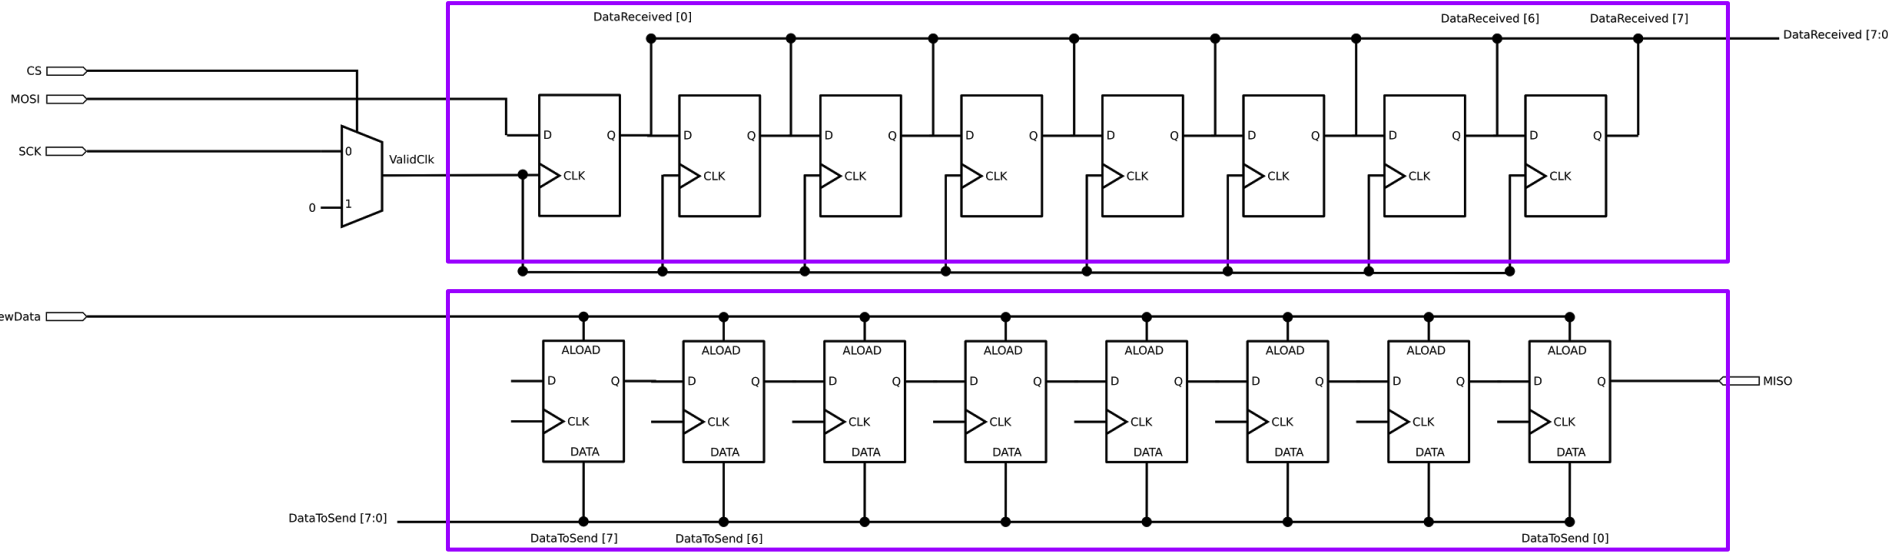 DataReceived [0]
DataReceived [6]
DataReceived [7]
DataReceived [7:0
CS
MOSI
SCK
0
ValidClk
0
1
D Q D Q D Q D Q D Q D Q D Q D Q
CLK CLK CLK CLK CLK CLK CLK CLK
ewData
ALOAD ALOAD ALOAD ALOAD ALOAD ALOAD ALOAD ALOAD
D Q D Q D Q D Q D Q D Q D Q D Q
MISO
CLK CLK CLK CLK CLK CLK CLK CLK
DATA DATA DATA DATA DATA DATA DATA DATA
DataToSend [7:0]
DataToSend [7]
DataToSend [6]
DataToSend [0]